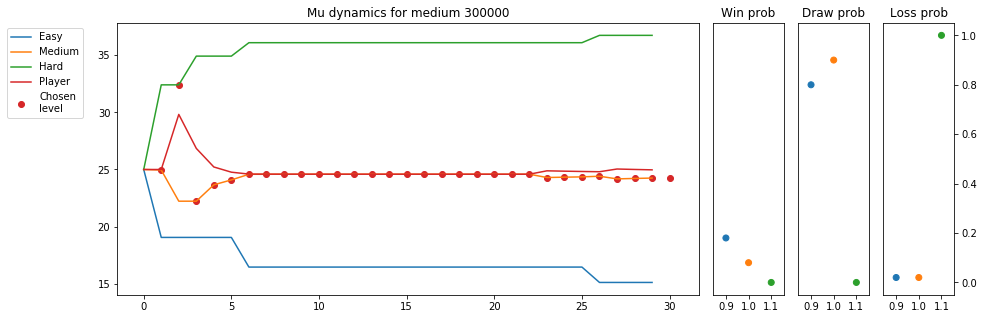 Mu dynamics for medium 300000
Win prob
Draw prob
Loss prob
Easy
Medium
Hard
Player
Chosen
level
35
30
25
20
15
0 5 10 15 20 25 30
0.9 1.0 1.1
0.9 1.0 1.1
0.9 1.0 1.1
1.0
0.8
0.6
0.4
0.2
0.0